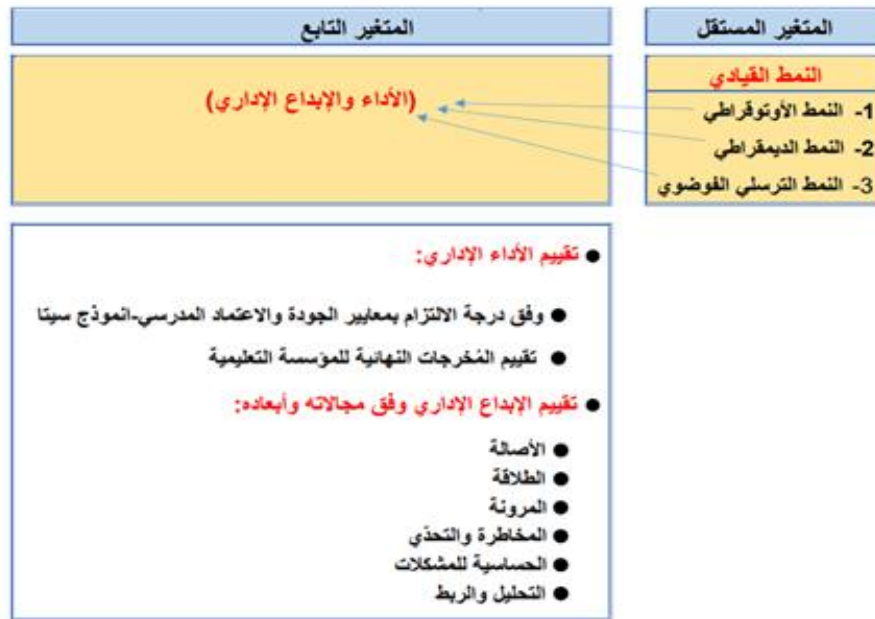 المتغير المستقل
المتغير التابع
النمط القيادي
1- النمط الأوتوقراطي
2- النمط الديمقراطي
3- النمط الترسلي الفوضوي
(الأداء والإبداع الإداري)
● تقييم الأداء الإداري:
● وفق درجة الالتزام بمعايير الجودة والاعتماد المدرسي-انموذج سيتا
● تقييم المُخرجات النهائية للمؤسسة التعليمية
● تقييم الإبداع الإداري وفق مجالاته وأبعاده:
● الأصالة
● الطلاقة
● المرونة
● المخاطرة والتحدّي
● الحساسية للمشكلات
● التحليل والربط